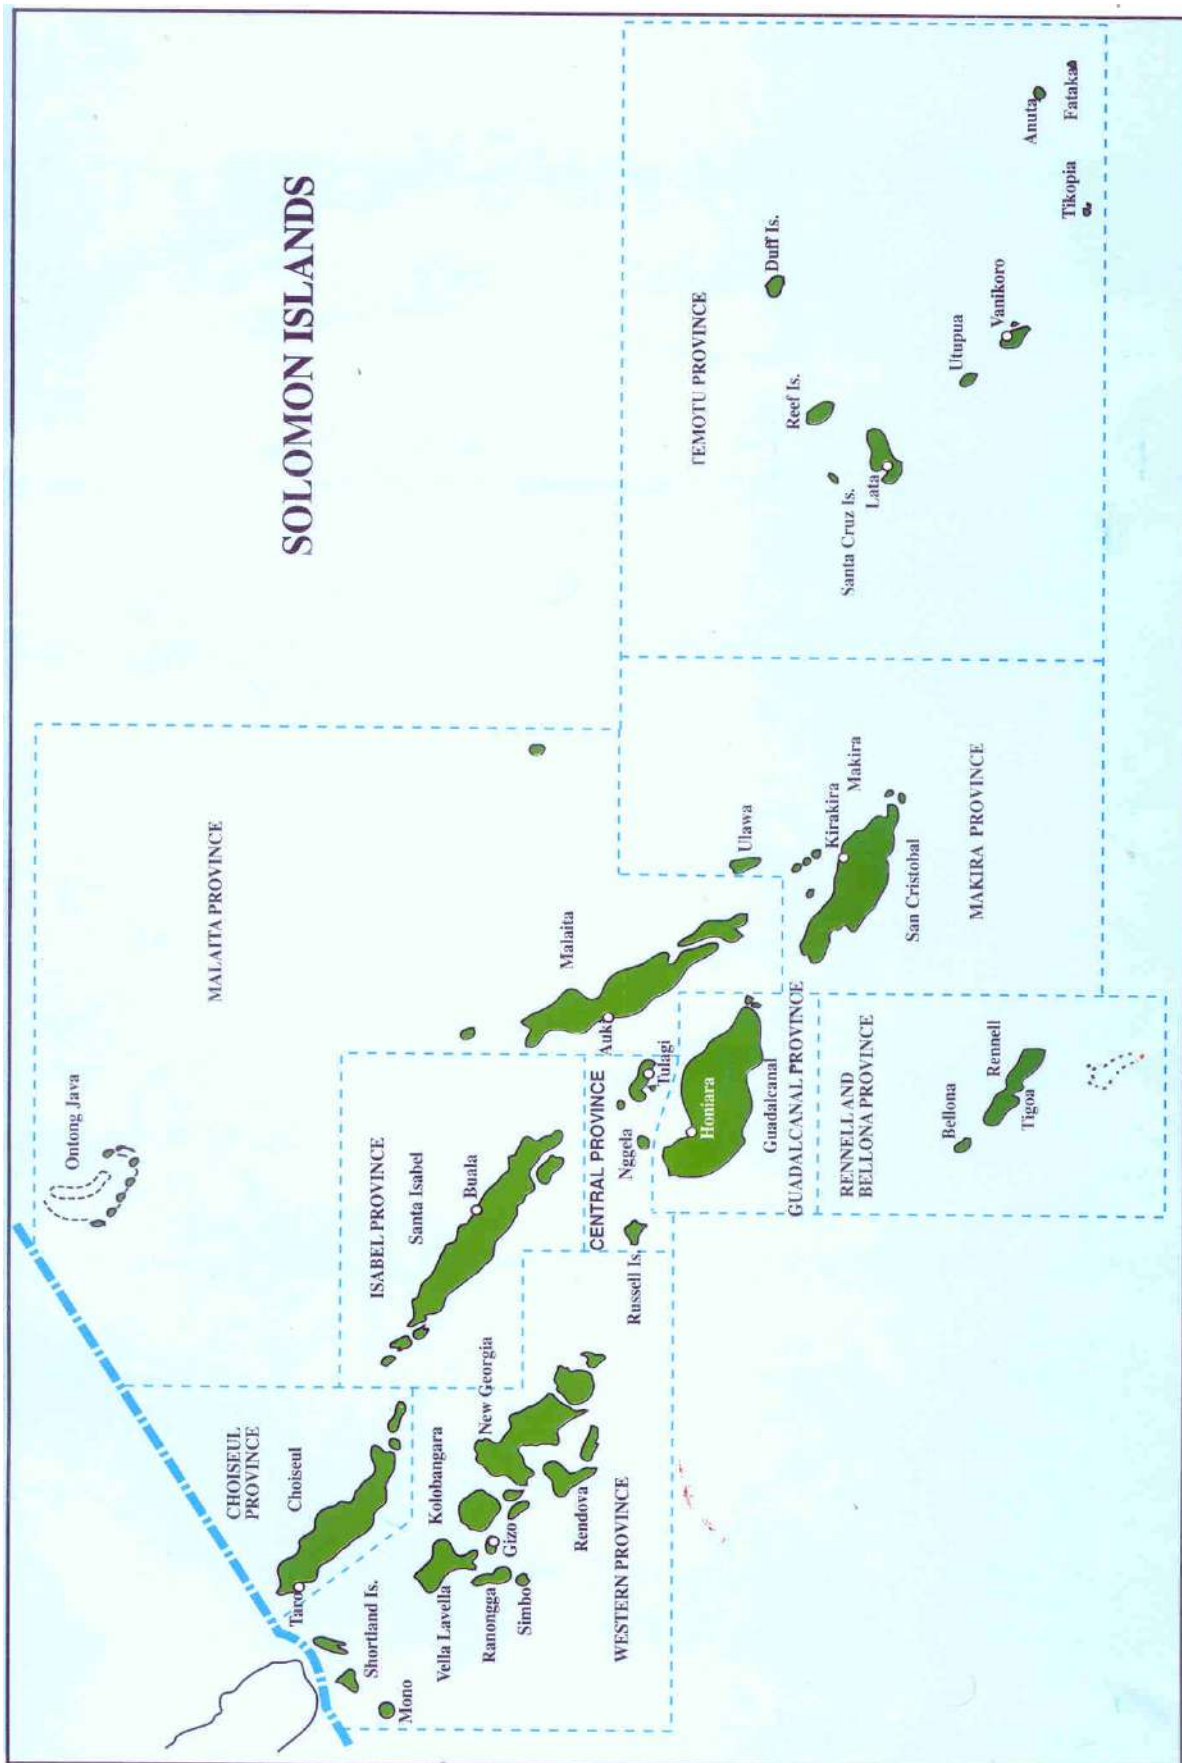 SOLOMON ISLANDS
Ontong Java
MALAITA PROVINCE
CHOISEUL
PROVINCE
Choiseul
Taro
Shortland Is.
Mono
ISABEL PROVINCE
Santa Isabel
Buala
Malaita
Auki
Vella Lavella
Kolobangara
New Georgia
Ranongga
Gizo
Simbo
Rendova
WESTERN PROVINCE
CENTRAL PROVINCE
Russell Is.
Nggela
Tulagi
Honiara
Guadalcanal
GUADALCANAL PROVINCE
Ulawa
Kirakira
Makira
San Cristobal
MAKIRA PROVINCE
RENNELL AND
BELLONA PROVINCE
Bellona
Rennell
Tigoa
TEMOTU PROVINCE
Duff Is.
Reef Is.
Santa Cruz Is.
Lata
Utupua
Vanikoro
Tikopia
Anuta
Fataka